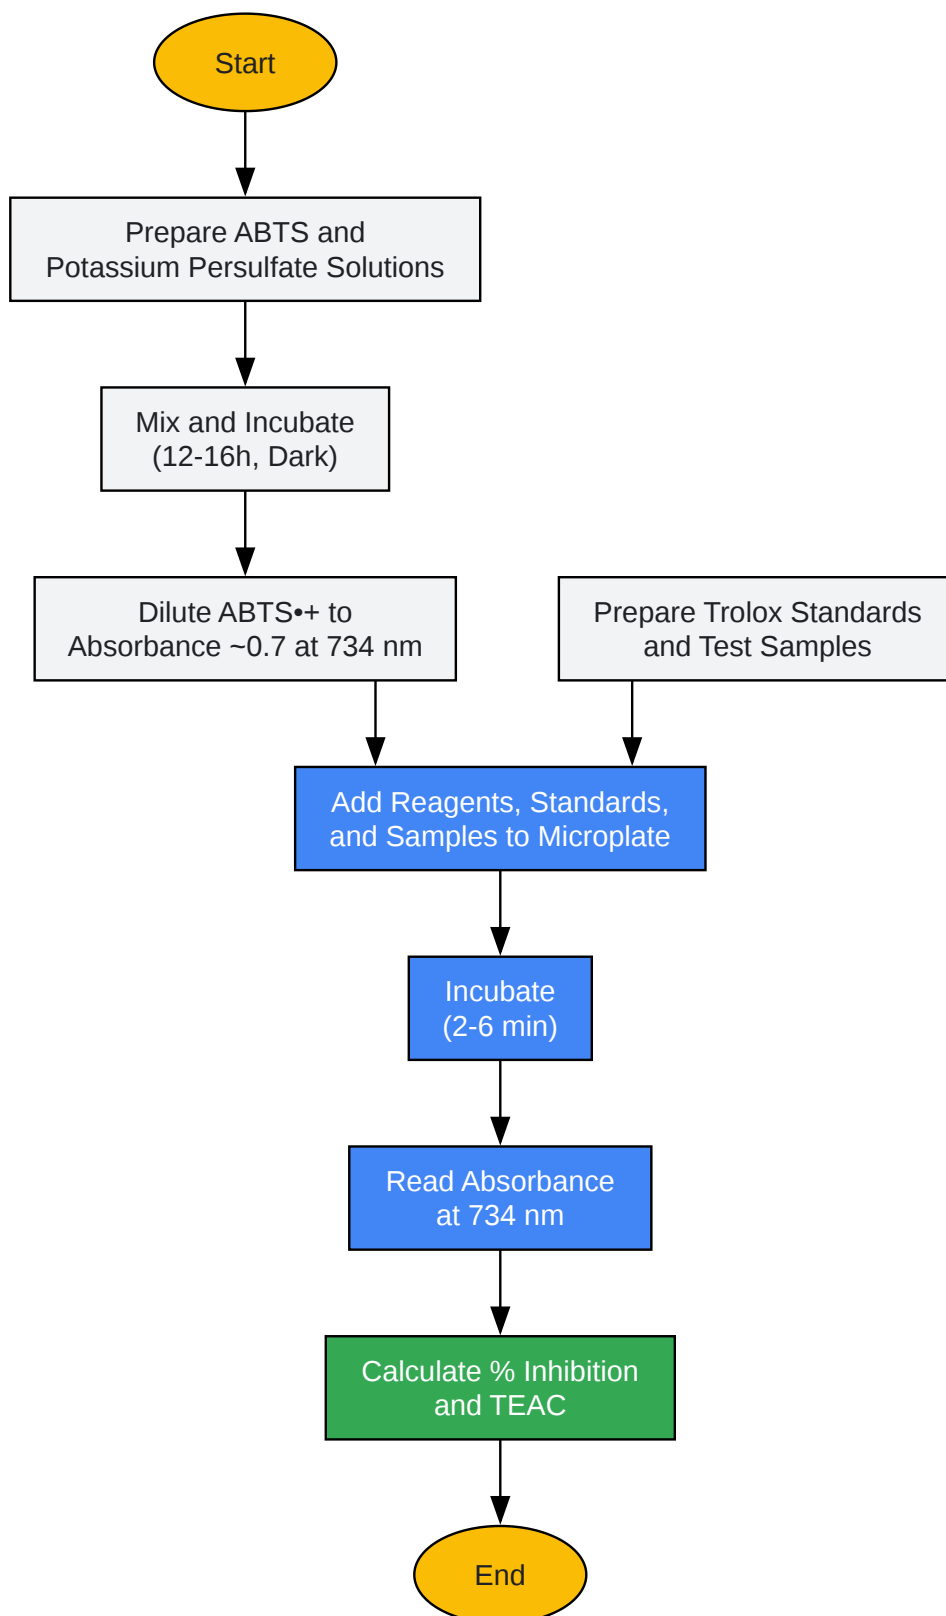 Start
Prepare ABTS and
Potassium Persulfate Solutions
Mix and Incubate
(12-16h, Dark)
Dilute ABTS•+ to
Absorbance ~0.7 at 734 nm
Prepare Trolox Standards
and Test Samples
Add Reagents, Standards,
and Samples to Microplate
Incubate
(2-6 min)
Read Absorbance
at 734 nm
Calculate % Inhibition
and TEAC
End